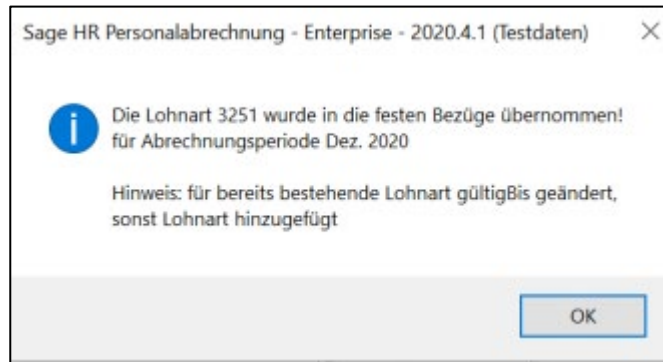 Sage HR Personalabrechnung - Enterprise - 2020.4.1 (Testdaten)
Die Lohnart 3251 wurde in die festen Bezüge übernommen!
für Abrechnungsperiode Dez. 2020
Hinweis: für bereits bestehende Lohnart gültigBis geändert,
sonst Lohnart hinzugefügt
OK